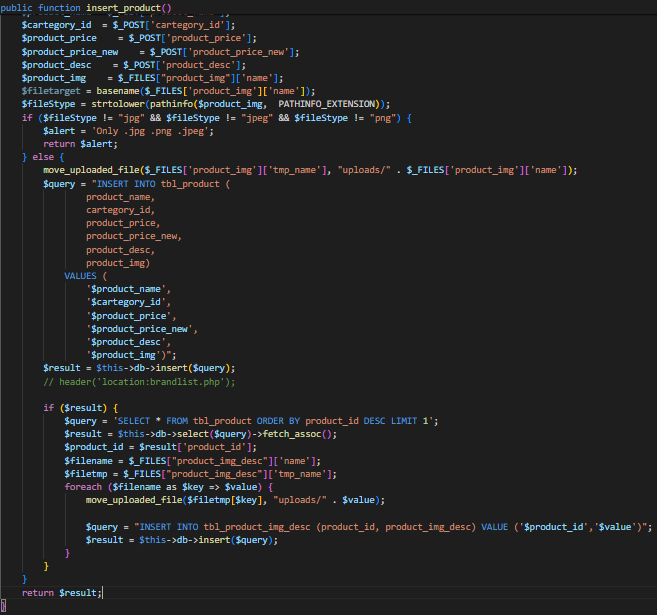 public function insert_product()
$cartegory_id  = $_POST['cartegory_id'];
$product_price    = $_POST['product_price'];
$product_price_new    = $_POST['product_price_new'];
$product_desc    = $_POST['product_desc'];
$product_img    = $_FILES["product_img"]['name'];
$filetarget = basename($_FILES['product_img']['name']);
$fileStype = strtolower(pathinfo($product_img,  PATHINFO_EXTENSION));
if ($fileStype != "jpg" && $fileStype != "jpeg" && $fileStype != "png") {
    $alert = 'Only .jpg .png .jpeg';
    return $alert;
} else {
    move_uploaded_file($_FILES['product_img']['tmp_name'], "uploads/" . $_FILES['product_img']['name']);
    $query = "INSERT INTO tbl_product (
            product_name,
            cartegory_id,
            product_price,
            product_price_new,
            product_desc,
            product_img)
        VALUES (
            '$product_name',
            '$cartegory_id',
            '$product_price',
            '$product_price_new',
            '$product_desc',
            '$product_img')";
    $result = $this->db->insert($query);
    // header('location:brandlist.php');
    if ($result) {
        $query = 'SELECT * FROM tbl_product ORDER BY product_id DESC LIMIT 1';
        $result = $this->db->select($query)->fetch_assoc();
        $product_id = $result['product_id'];
        $filename = $_FILES["product_img_desc"]['name'];
        $filetmp = $_FILES["product_img_desc"]['tmp_name'];
        foreach ($filename as $key => $value) {
            move_uploaded_file($filetmp[$key], "uploads/" . $value);
            $query = "INSERT INTO tbl_product_img_desc (product_id, product_img_desc) VALUE ('$product_id','$value')";
            $result = $this->db->insert($query);
        }
    }
}
return $result;
}